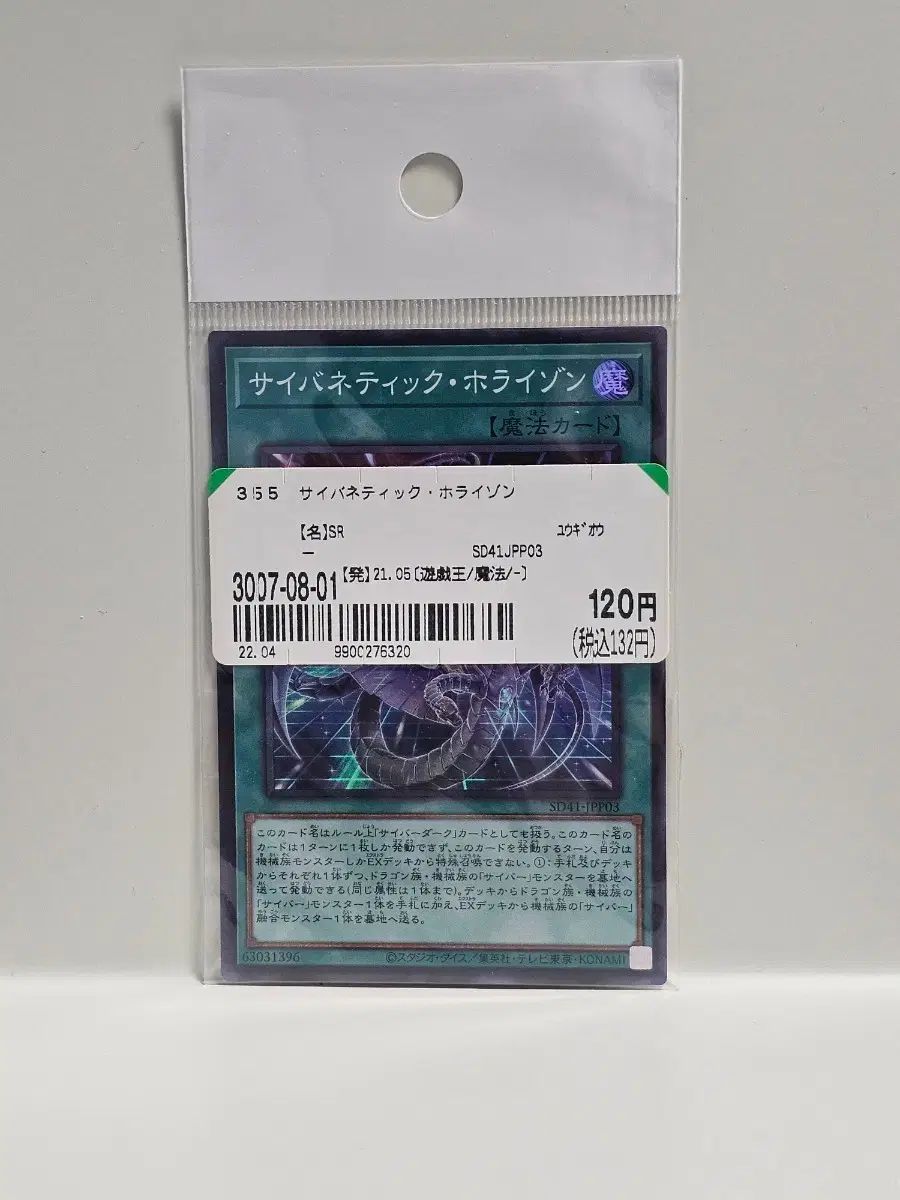 サイバネティック・ホライゾン 魔
【魔法カード】
355 サイバネティック・ホライゾン
【名】SR ﾕｳｷﾞｵｳ
ー SD41JPP03
3007-08-01 【発】21.05〔遊戯王/魔法/-〕
120円
(税込132円)
22.04 9900276320
SD41-JPP03
このカード名はルール上「サイバーダーク」カードとしても扱う。このカード名の
カードは1ターンに1枚しか発動できず、このカードを発動するターン、自分は
機械族モンスターしかEXデッキから特殊召喚できない。①:手札及びデッキ
からそれぞれ1体ずつ、ドラゴン族・機械族の「サイバー」モンスターを墓地へ
送って発動できる(同じ属性は1体まで)。デッキからドラゴン族・機械族の
「サイバー」モンスター1体を手札に加え、EXデッキから機械族の「サイバー」
融合モンスター1体を墓地へ送る。
63031396 ©スタジオ・ダイス/集英社・テレビ東京・KONAMI